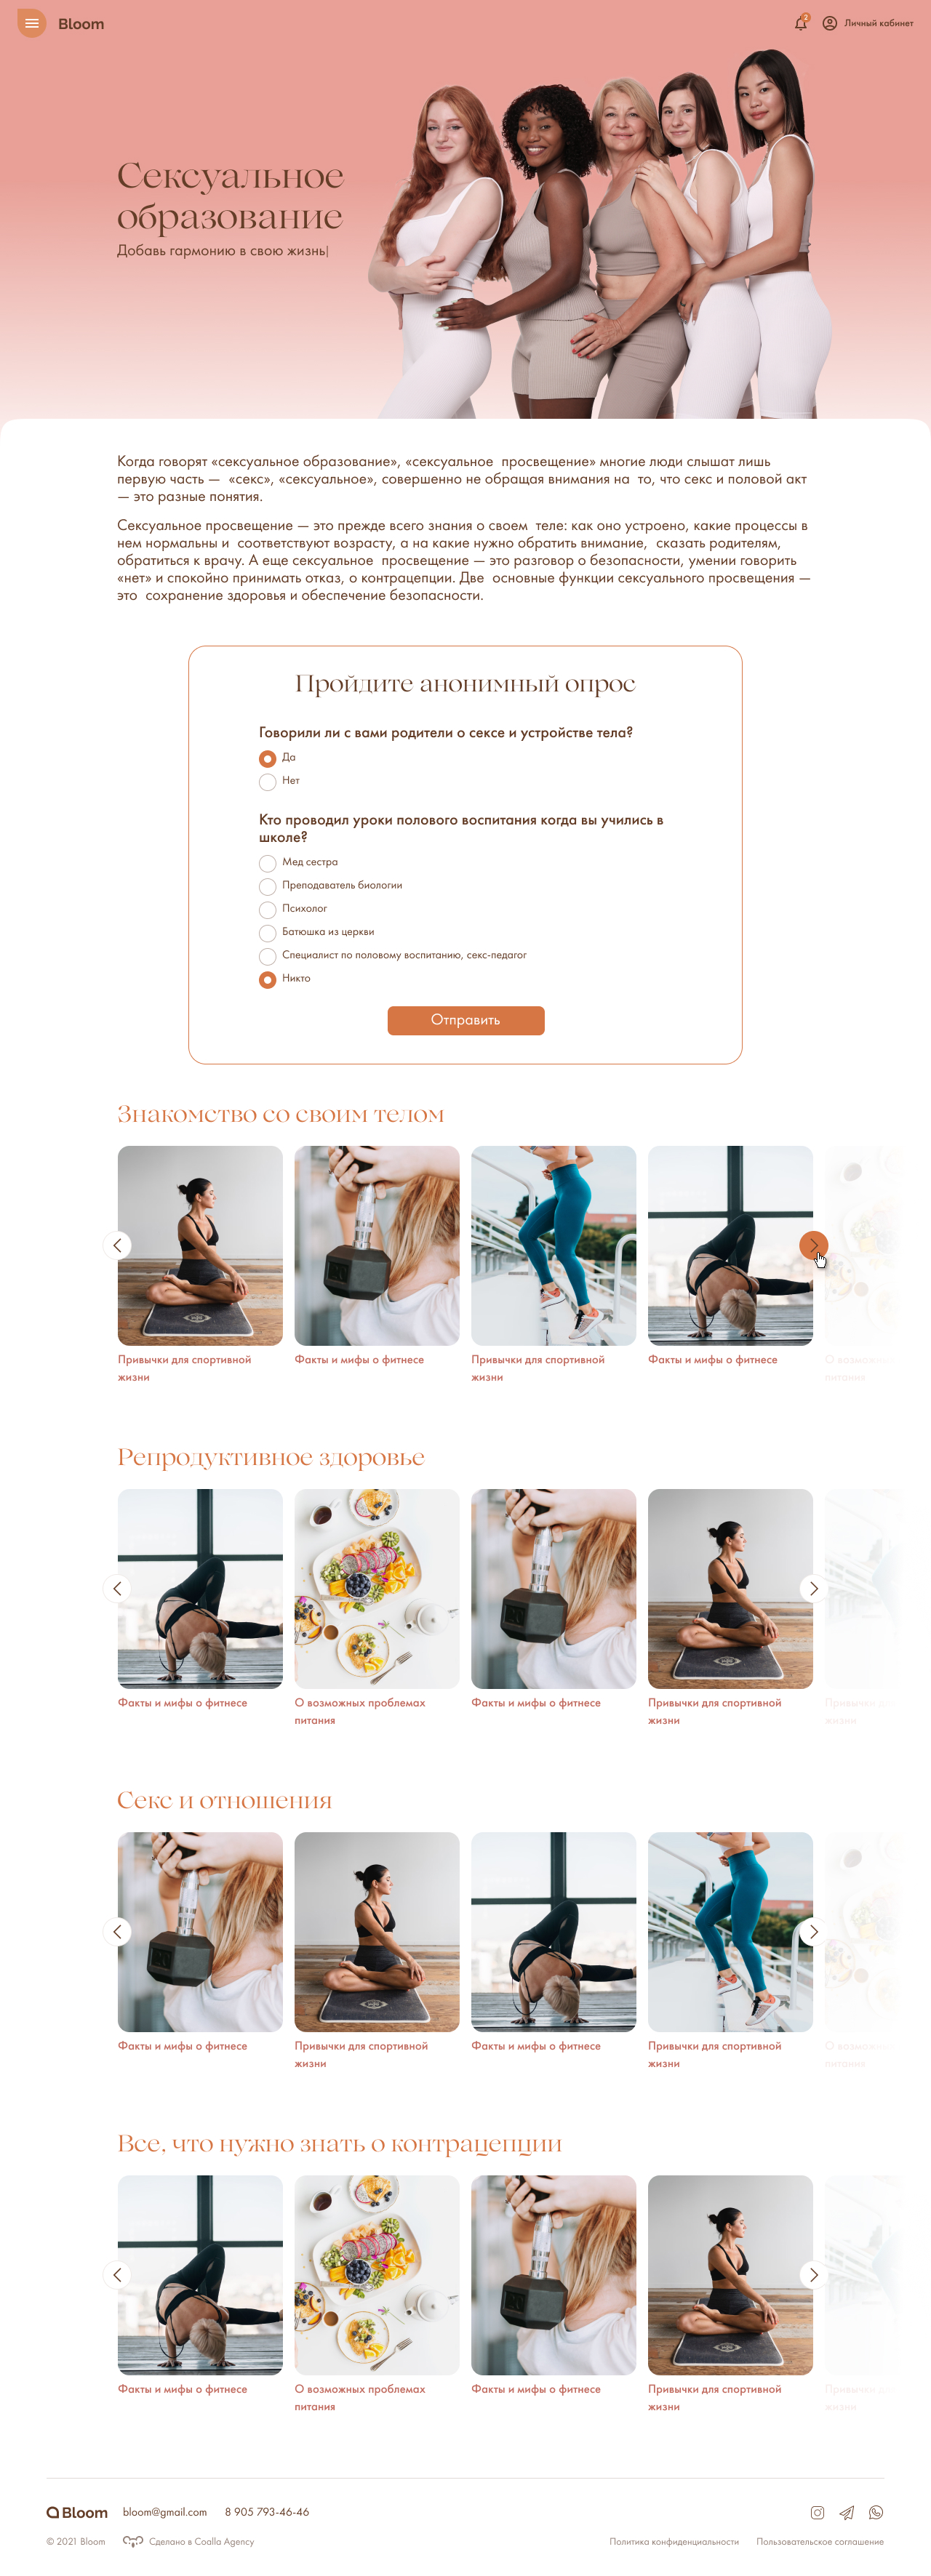 Bloom
2
Личный кабинет
Сексуальное
образование
Добавь гармонию в свою жизнь|
Когда говорят «сексуальное образование», «сексуальное просвещение» многие люди слышат лишь
первую часть — «секс», «сексуальное», совершенно не обращая внимания на то, что секс и половой акт
— это разные понятия.
Сексуальное просвещение — это прежде всего знания о своем теле: как оно устроено, какие процессы в
нем нормальны и соответствуют возрасту, а на какие нужно обратить внимание, сказать родителям,
обратиться к врачу. А еще сексуальное просвещение — это разговор о безопасности, умении говорить
«нет» и спокойно принимать отказ, о контрацепции. Две основные функции сексуального просвещения —
это сохранение здоровья и обеспечение безопасности.
Пройдите анонимный опрос
Говорили ли с вами родители о сексе и устройстве тела?
Да
Нет
Кто проводил уроки полового воспитания когда вы учились в
школе?
Мед сестра
Преподаватель биологии
Психолог
Батюшка из церкви
Специалист по половому воспитанию, секс-педагог
Никто
Отправить
Знакомство со своим телом
Привычки для спортивной
жизни
Факты и мифы о фитнесе
Привычки для спортивной
жизни
Факты и мифы о фитнесе
О возможных
питания
Репродуктивное здоровье
Факты и мифы о фитнесе
О возможных проблемах
питания
Факты и мифы о фитнесе
Привычки для спортивной
жизни
Привычки
жизни
Секс и отношения
Факты и мифы о фитнесе
Привычки для спортивной
жизни
Факты и мифы о фитнесе
Привычки для спортивной
жизни
О возможных
питания
Все, что нужно знать о контрацепции
Факты и мифы о фитнесе
О возможных проблемах
питания
Факты и мифы о фитнесе
Привычки для спортивной
жизни
Привычки
жизни
Bloom
bloom@gmail.com
8 905 793-46-46
© 2021 Bloom
Сделано в Coalla Agency
Политика конфиденциальности
Пользовательское соглашение